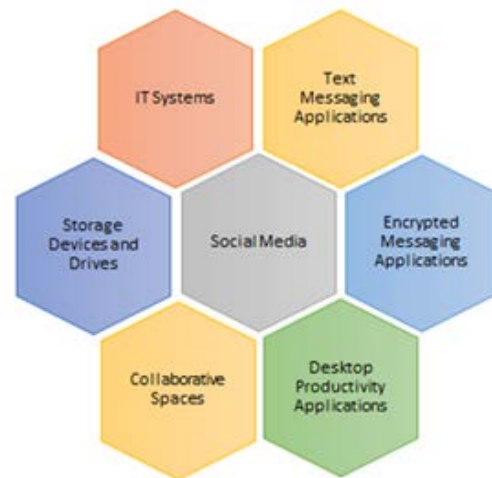 IT Systems
Text
Messaging
Applications
Storage
Devices and
Drives
Social Media
Encrypted
Messaging
Applications
Collaborative
Spaces
Desktop
Productivity
Applications